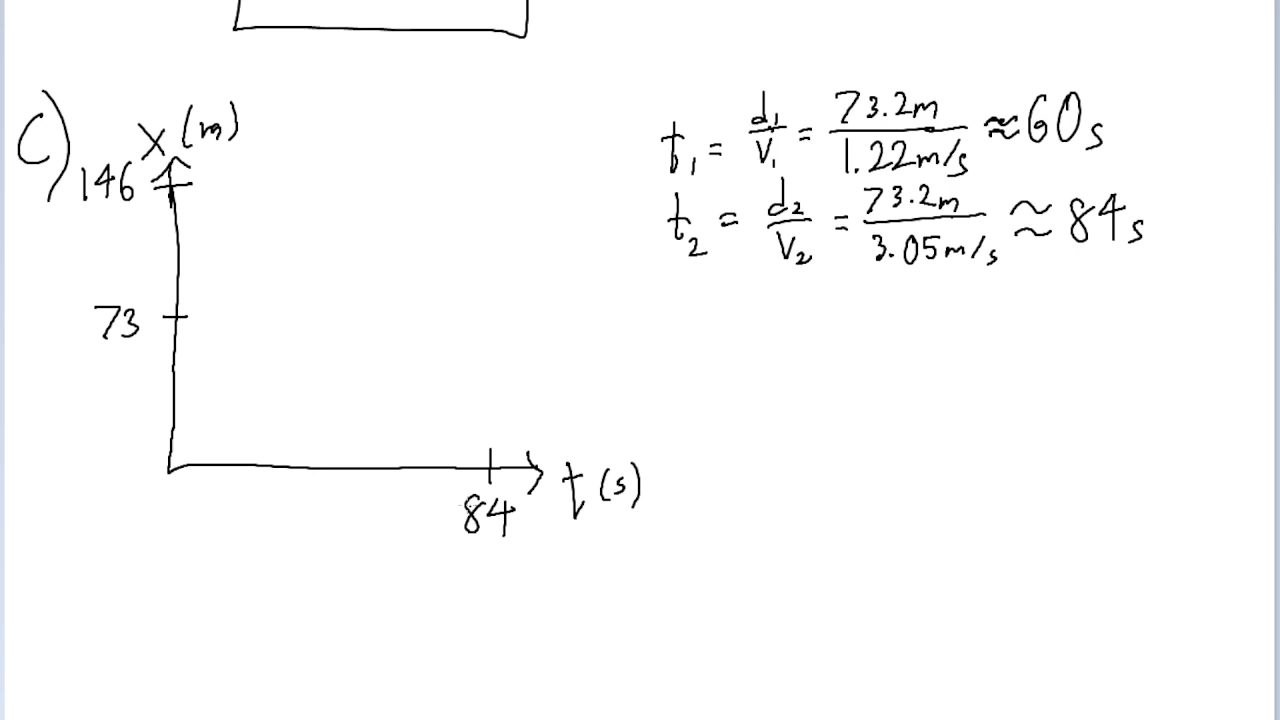 C)
x (m)
146
73
84
t (s)
t₁ = d₁/v₁ = 73.2m/1.22m/s ≈ 60s
t₂ = d₂/v₂ = 73.2m/3.05m/s ≈ 84s